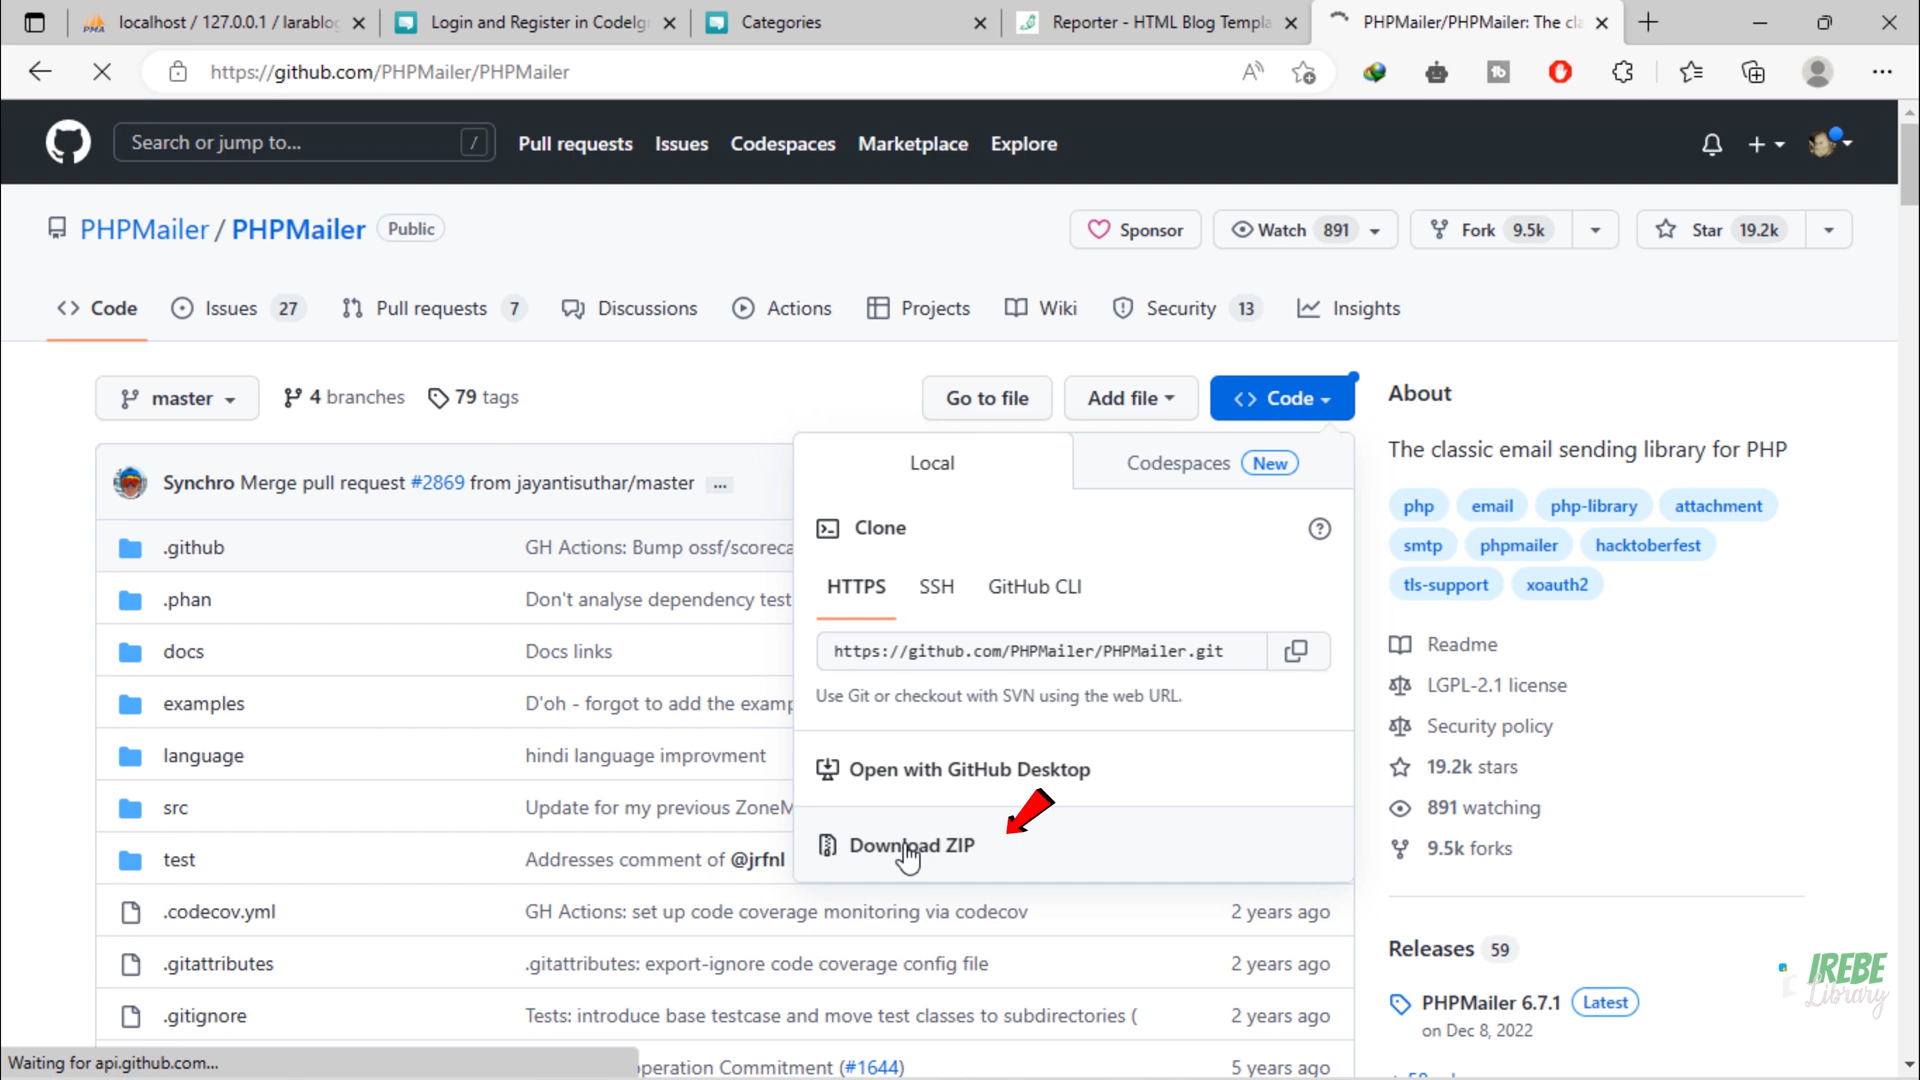 localhost / 127.0.0.1 / larablog
Login and Register in CodeIgr
Categories
Reporter - HTML Blog Templa
PHPMailer/PHPMailer: The cla
https://github.com/PHPMailer/PHPMailer
Search or jump to...
/
Pull requests
Issues
Codespaces
Marketplace
Explore
PHPMailer / PHPMailer
Public
Sponsor
Watch 891
Fork 9.5k
Star 19.2k
Code
Issues 27
Pull requests 7
Discussions
Actions
Projects
Wiki
Security 13
Insights
master
4 branches
79 tags
Go to file
Add file
Code
About
The classic email sending library for PHP
php email php-library attachment
smtp phpmailer hacktoberfest
tls-support xoauth2
Readme
LGPL-2.1 license
Security policy
19.2k stars
891 watching
9.5k forks
Releases 59
PHPMailer 6.7.1 Latest
on Dec 8, 2022
Synchro Merge pull request #2869 from jayantisuthar/master ...
.github GH Actions: Bump ossf/scoreca
.phan Don't analyse dependency test
docs Docs links
examples D'oh - forgot to add the examp
language hindi language improvment
src Update for my previous ZoneM
test Addresses comment of @jrfnl
.codecov.yml GH Actions: set up code coverage monitoring via codecov 2 years ago
.gitattributes .gitattributes: export-ignore code coverage config file 2 years ago
.gitignore Tests: introduce base testcase and move test classes to subdirectories ( 2 years ago
operation Commitment (#1644) 5 years ago
Local
Codespaces New
Clone
HTTPS SSH GitHub CLI
https://github.com/PHPMailer/PHPMailer.git
Use Git or checkout with SVN using the web URL.
Open with GitHub Desktop
Download ZIP
Waiting for api.github.com...
IREBE
Library